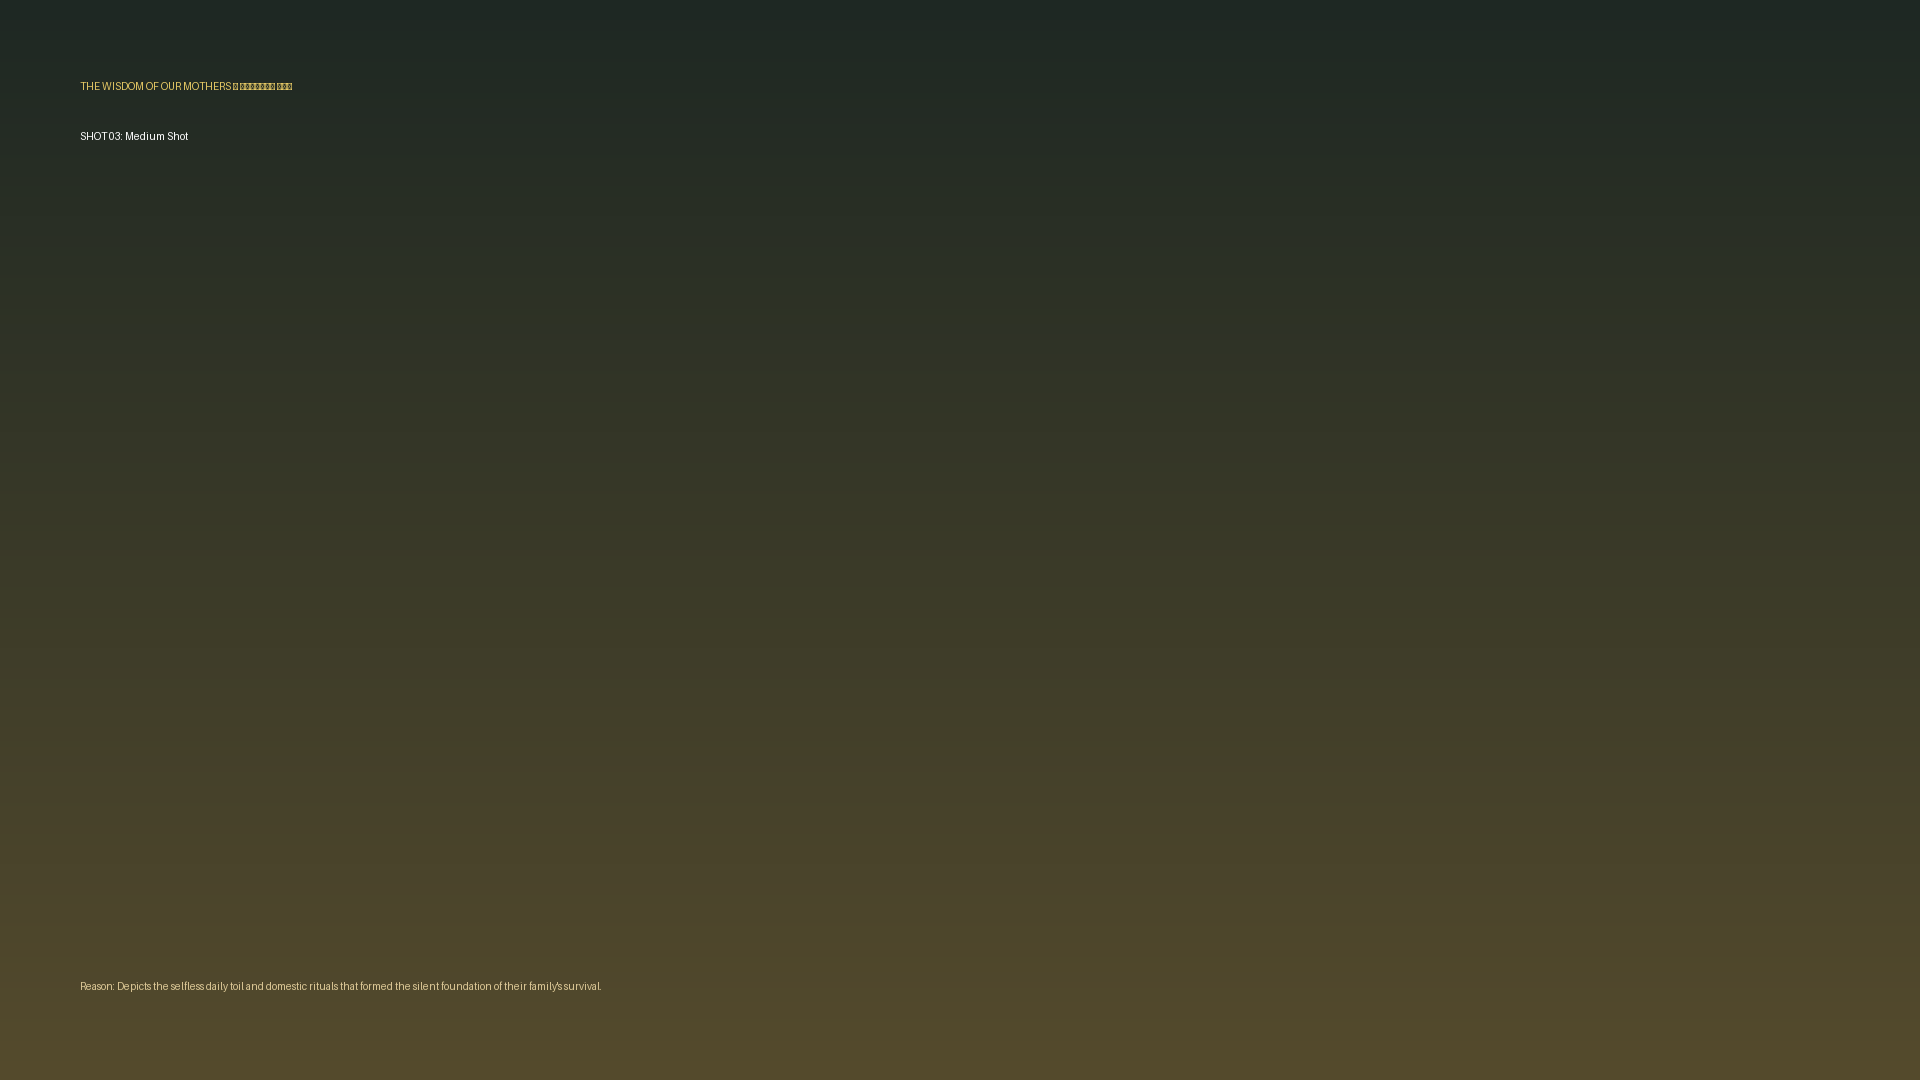 THE WISDOM OF OUR MOTHERS
SHOT 03: Medium Shot
Reason: Depicts the selfless daily toil and domestic rituals that formed the silent foundation of their family's survival.